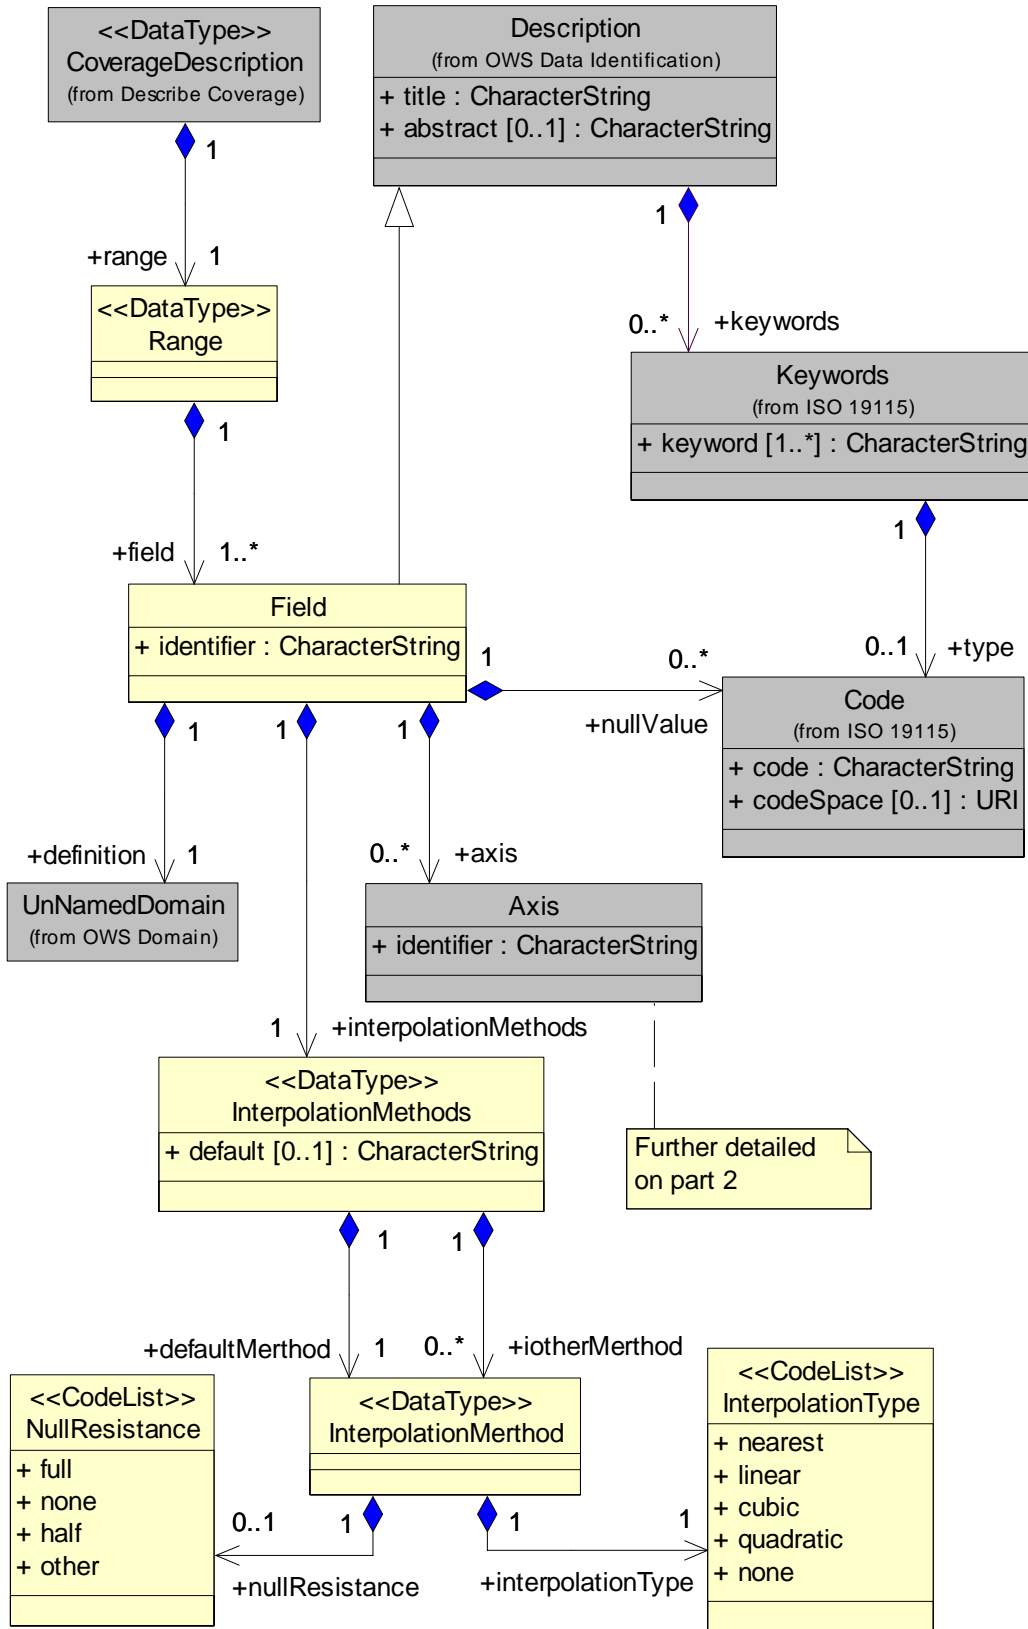 <<DataType>>
CoverageDescription
(from Describe Coverage)
Description
(from OWS Data Identification)
+ title : CharacterString
+ abstract [0..1] : CharacterString
1
1
+range
1
<<DataType>>
Range
0..*
+keywords
Keywords
(from ISO 19115)
+ keyword [1..*] : CharacterString
1
1
+field
1..*
Field
+ identifier : CharacterString
1
0..*
+nullValue
0..1
+type
Code
(from ISO 19115)
+ code : CharacterString
+ codeSpace [0..1] : URI
1
1
1
+definition
1
0..*
+axis
UnNamedDomain
(from OWS Domain)
Axis
+ identifier : CharacterString
1
+interpolationMethods
<<DataType>>
InterpolationMethods
+ default [0..1] : CharacterString
Further detailed
on part 2
1
1
+defaultMerthod
1
0..*
+iotherMerthod
<<CodeList>>
NullResistance
+ full
+ none
+ half
+ other
<<DataType>>
InterpolationMerthod
<<CodeList>>
InterpolationType
+ nearest
+ linear
+ cubic
+ quadratic
+ none
0..1
1
+nullResistance
1
1
+interpolationType